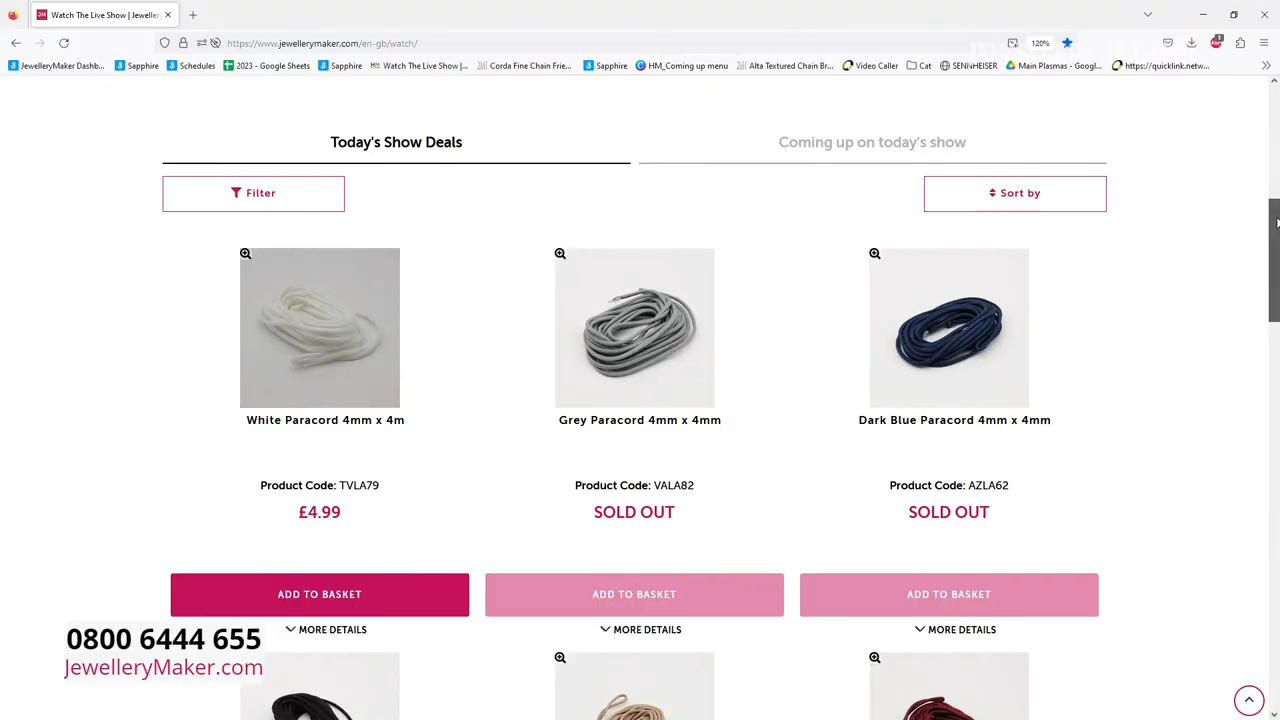 Watch The Live Show | Jeweller
https://www.jewellerymaker.com/en-gb/watch/
120%
JewelleryMaker Dashb...
Sapphire
Schedules
2023 - Google Sheets
Sapphire
Watch The Live Show |...
Corda Fine Chain Frie...
Sapphire
HM_Coming up menu
Alta Textured Chain Br...
Video Caller
Cat
SENNHEISER
Main Plasmas - Googl...
https://quicklink.netw...
Today's Show Deals
Coming up on today's show
Filter
Sort by
White Paracord 4mm x 4m
Grey Paracord 4mm x 4mm
Dark Blue Paracord 4mm x 4mm
Product Code: TVLA79
Product Code: VALA82
Product Code: AZLA62
£4.99
SOLD OUT
SOLD OUT
ADD TO BASKET
ADD TO BASKET
ADD TO BASKET
MORE DETAILS
MORE DETAILS
MORE DETAILS
0800 6444 655
JewelleryMaker.com